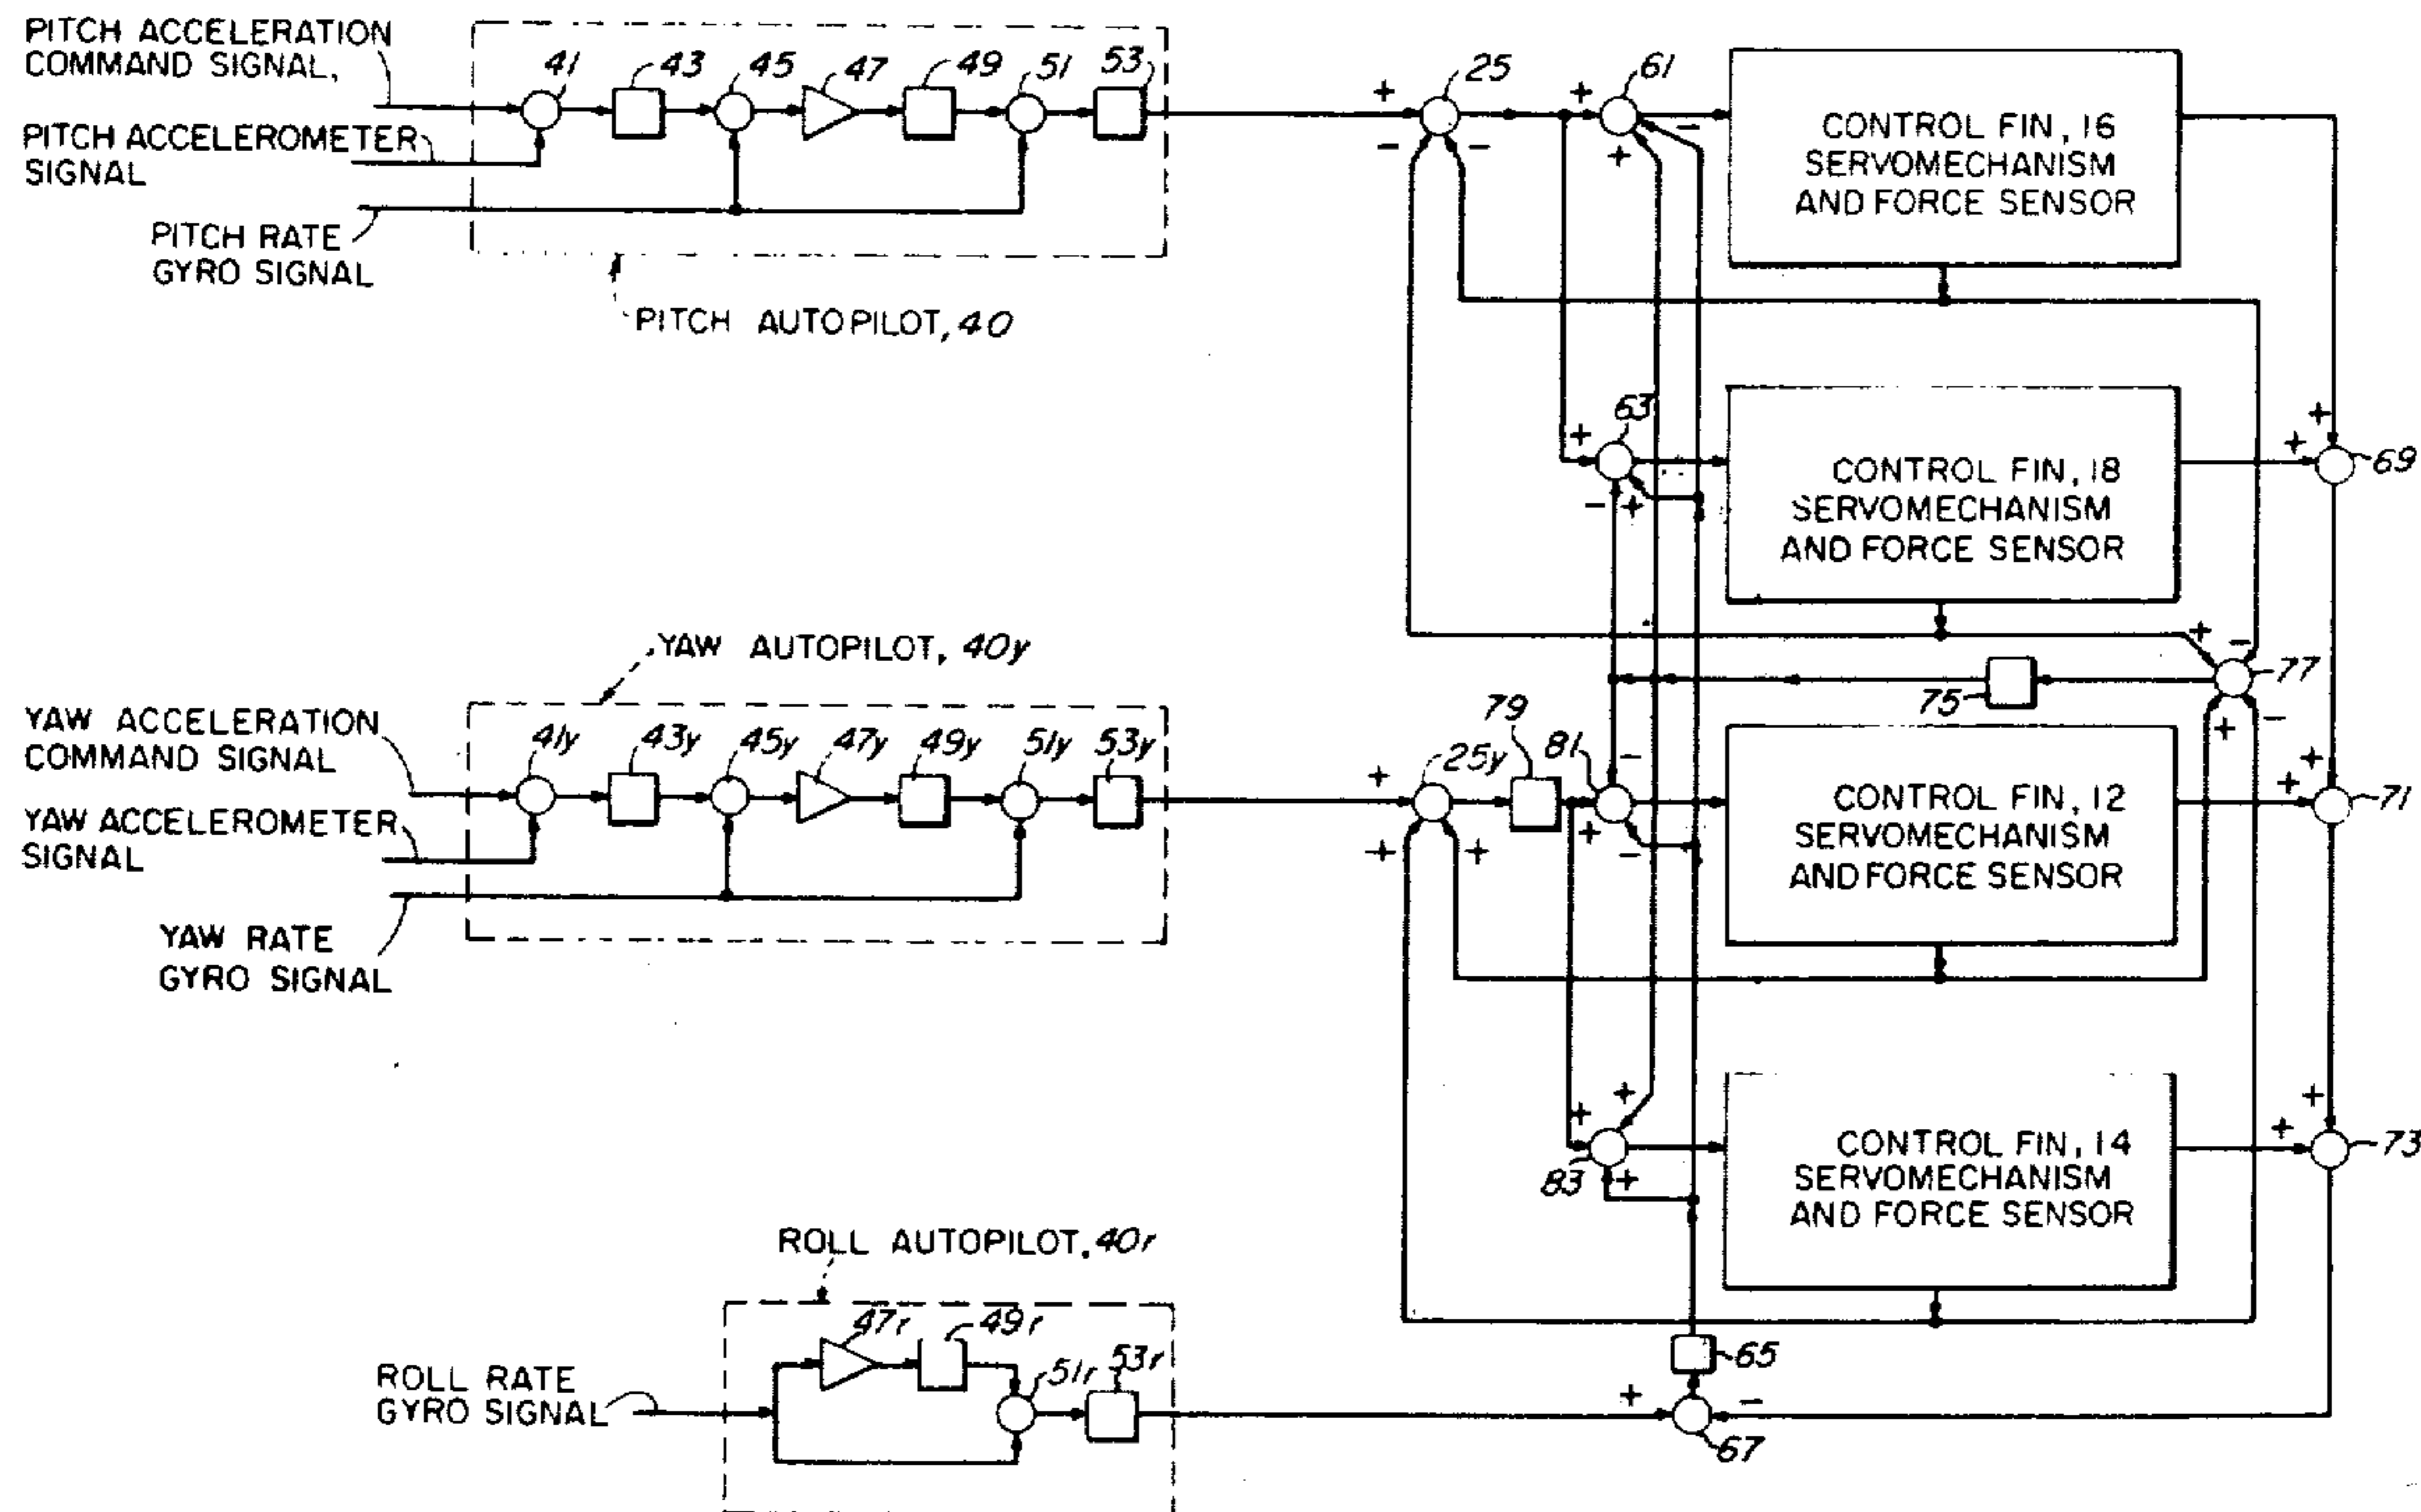 PITCH ACCELERATION
COMMAND SIGNAL,
PITCH ACCELEROMETER
SIGNAL
PITCH RATE
GYRO SIGNAL
41
43
45
47
49
51
53
PITCH AUTOPILOT, 40
25
61
+
-
-
+
-
+
CONTROL FIN, 16
SERVOMECHANISM
AND FORCE SENSOR
63
+
-
+
CONTROL FIN, 18
SERVOMECHANISM
AND FORCE SENSOR
+
+
69
YAW AUTOPILOT, 40y
YAW ACCELERATION
COMMAND SIGNAL
YAW ACCELEROMETER
SIGNAL
YAW RATE
GYRO SIGNAL
41y
43y
45y
47y
49y
51y
53y
+
-
77
75
+
-
79
25y
81
+
+
+
-
+
-
CONTROL FIN, 12
SERVOMECHANISM
AND FORCE SENSOR
+
+
71
+
+
83
+
CONTROL FIN, 14
SERVOMECHANISM
AND FORCE SENSOR
+
+
73
ROLL AUTOPILOT, 40r
47r
49r
51r
53r
ROLL RATE
GYRO SIGNAL
65
+
-
67